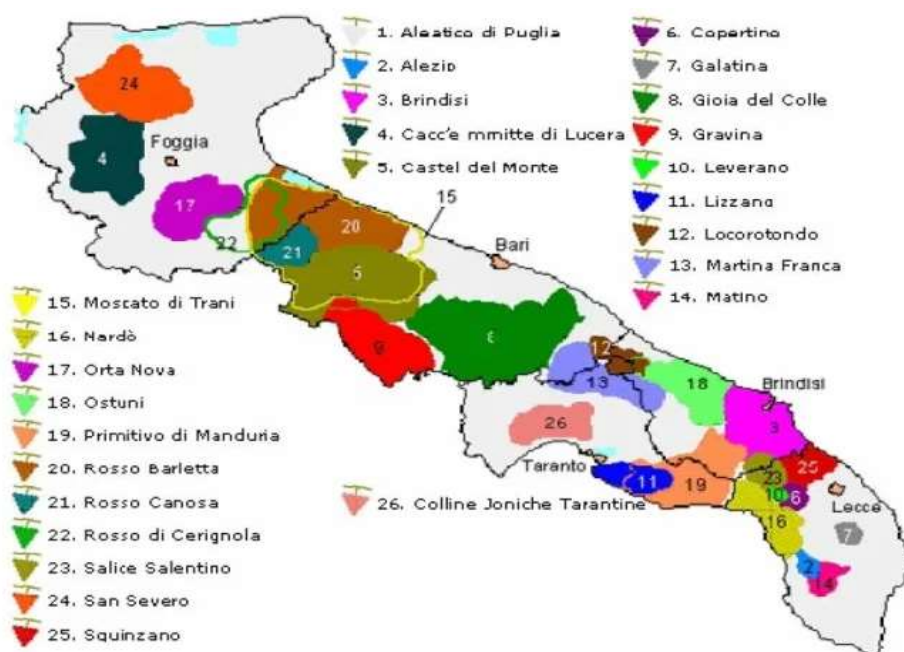 1. Aleatico di Puglia
2. Alezio
3. Brindisi
4. Cacc'e mmitte di Lucera
5. Castel del Monte
6. Copertino
7. Galatina
8. Gioia del Colle
9. Gravina
10. Leverano
11. Lizzano
12. Locorotondo
13. Martina Franca
14. Matino
15. Moscato di Trani
16. Nardò
17. Orta Nova
18. Ostuni
19. Primitivo di Manduria
20. Rosso Barletta
21. Rosso Canosa
22. Rosso di Cerignola
23. Salice Salentino
24. San Severo
25. Squinzano
26. Colline Joniche Tarantine
24
4
Foggia
17
22
20
15
21
5
Bari
9
8
12
13
18
Brindisi
3
26
Taranto
11
19
23
25
10
6
Lecce
16
7
2
14